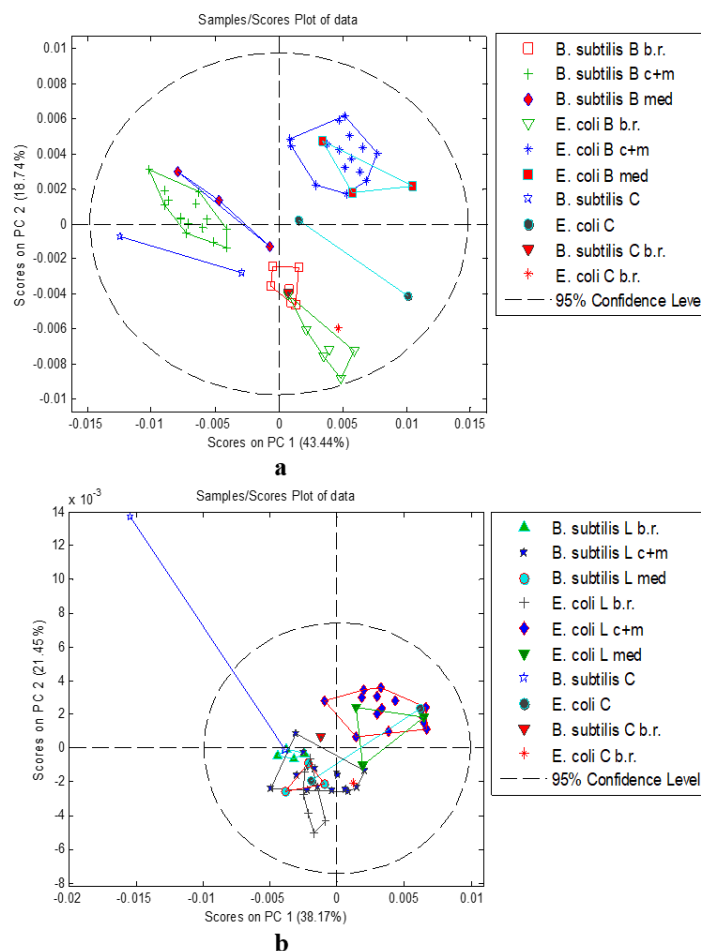 Samples/Scores Plot of data
Scores on PC 2 (18.74%)
0.01
0.008
0.006
0.004
0.002
0
-0.002
-0.004
-0.006
-0.008
-0.01
-0.015
-0.01
-0.005
0
0.005
0.01
0.015
Scores on PC 1 (43.44%)
B. subtilis B b.r.
B. subtilis B c+m
B. subtilis B med
E. coli B b.r.
E. coli B c+m
E. coli B med
B. subtilis C
E. coli C
B. subtilis C b.r.
E. coli C b.r.
95% Confidence Level
a
x 10⁻³
Samples/Scores Plot of data
Scores on PC 2 (21.45%)
14
12
10
8
6
4
2
0
-2
-4
-6
-8
-0.02
-0.015
-0.01
-0.005
0
0.005
0.01
Scores on PC 1 (38.17%)
B. subtilis L b.r.
B. subtilis L c+m
B. subtilis L med
E. coli L b.r.
E. coli L c+m
E. coli L med
B. subtilis C
E. coli C
B. subtilis C b.r.
E. coli C b.r.
95% Confidence Level
b